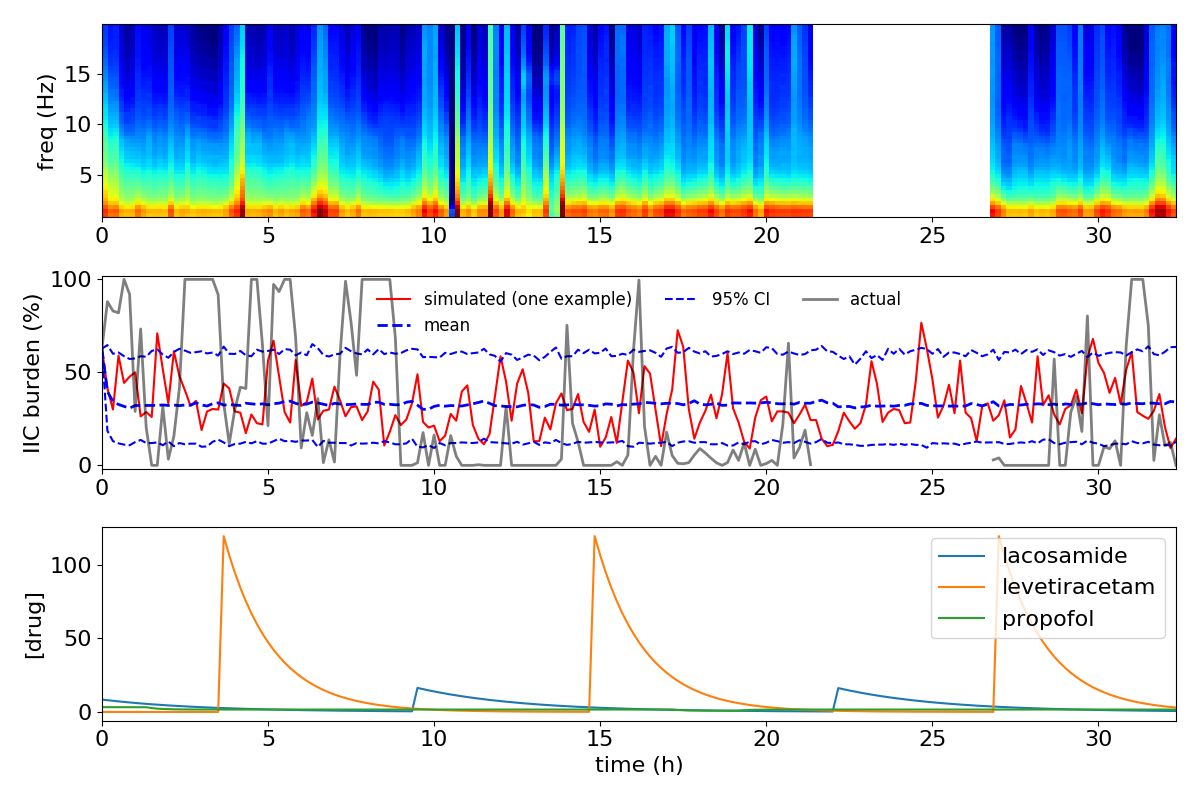 freq (Hz)
15
10
5
0 5 10 15 20 25 30
IIC burden (%)
100
50
0
simulated (one example) 95% CI actual
mean
0 5 10 15 20 25 30
[drug]
100
50
0
lacosamide
levetiracetam
propofol
0 5 10 15 20 25 30
time (h)